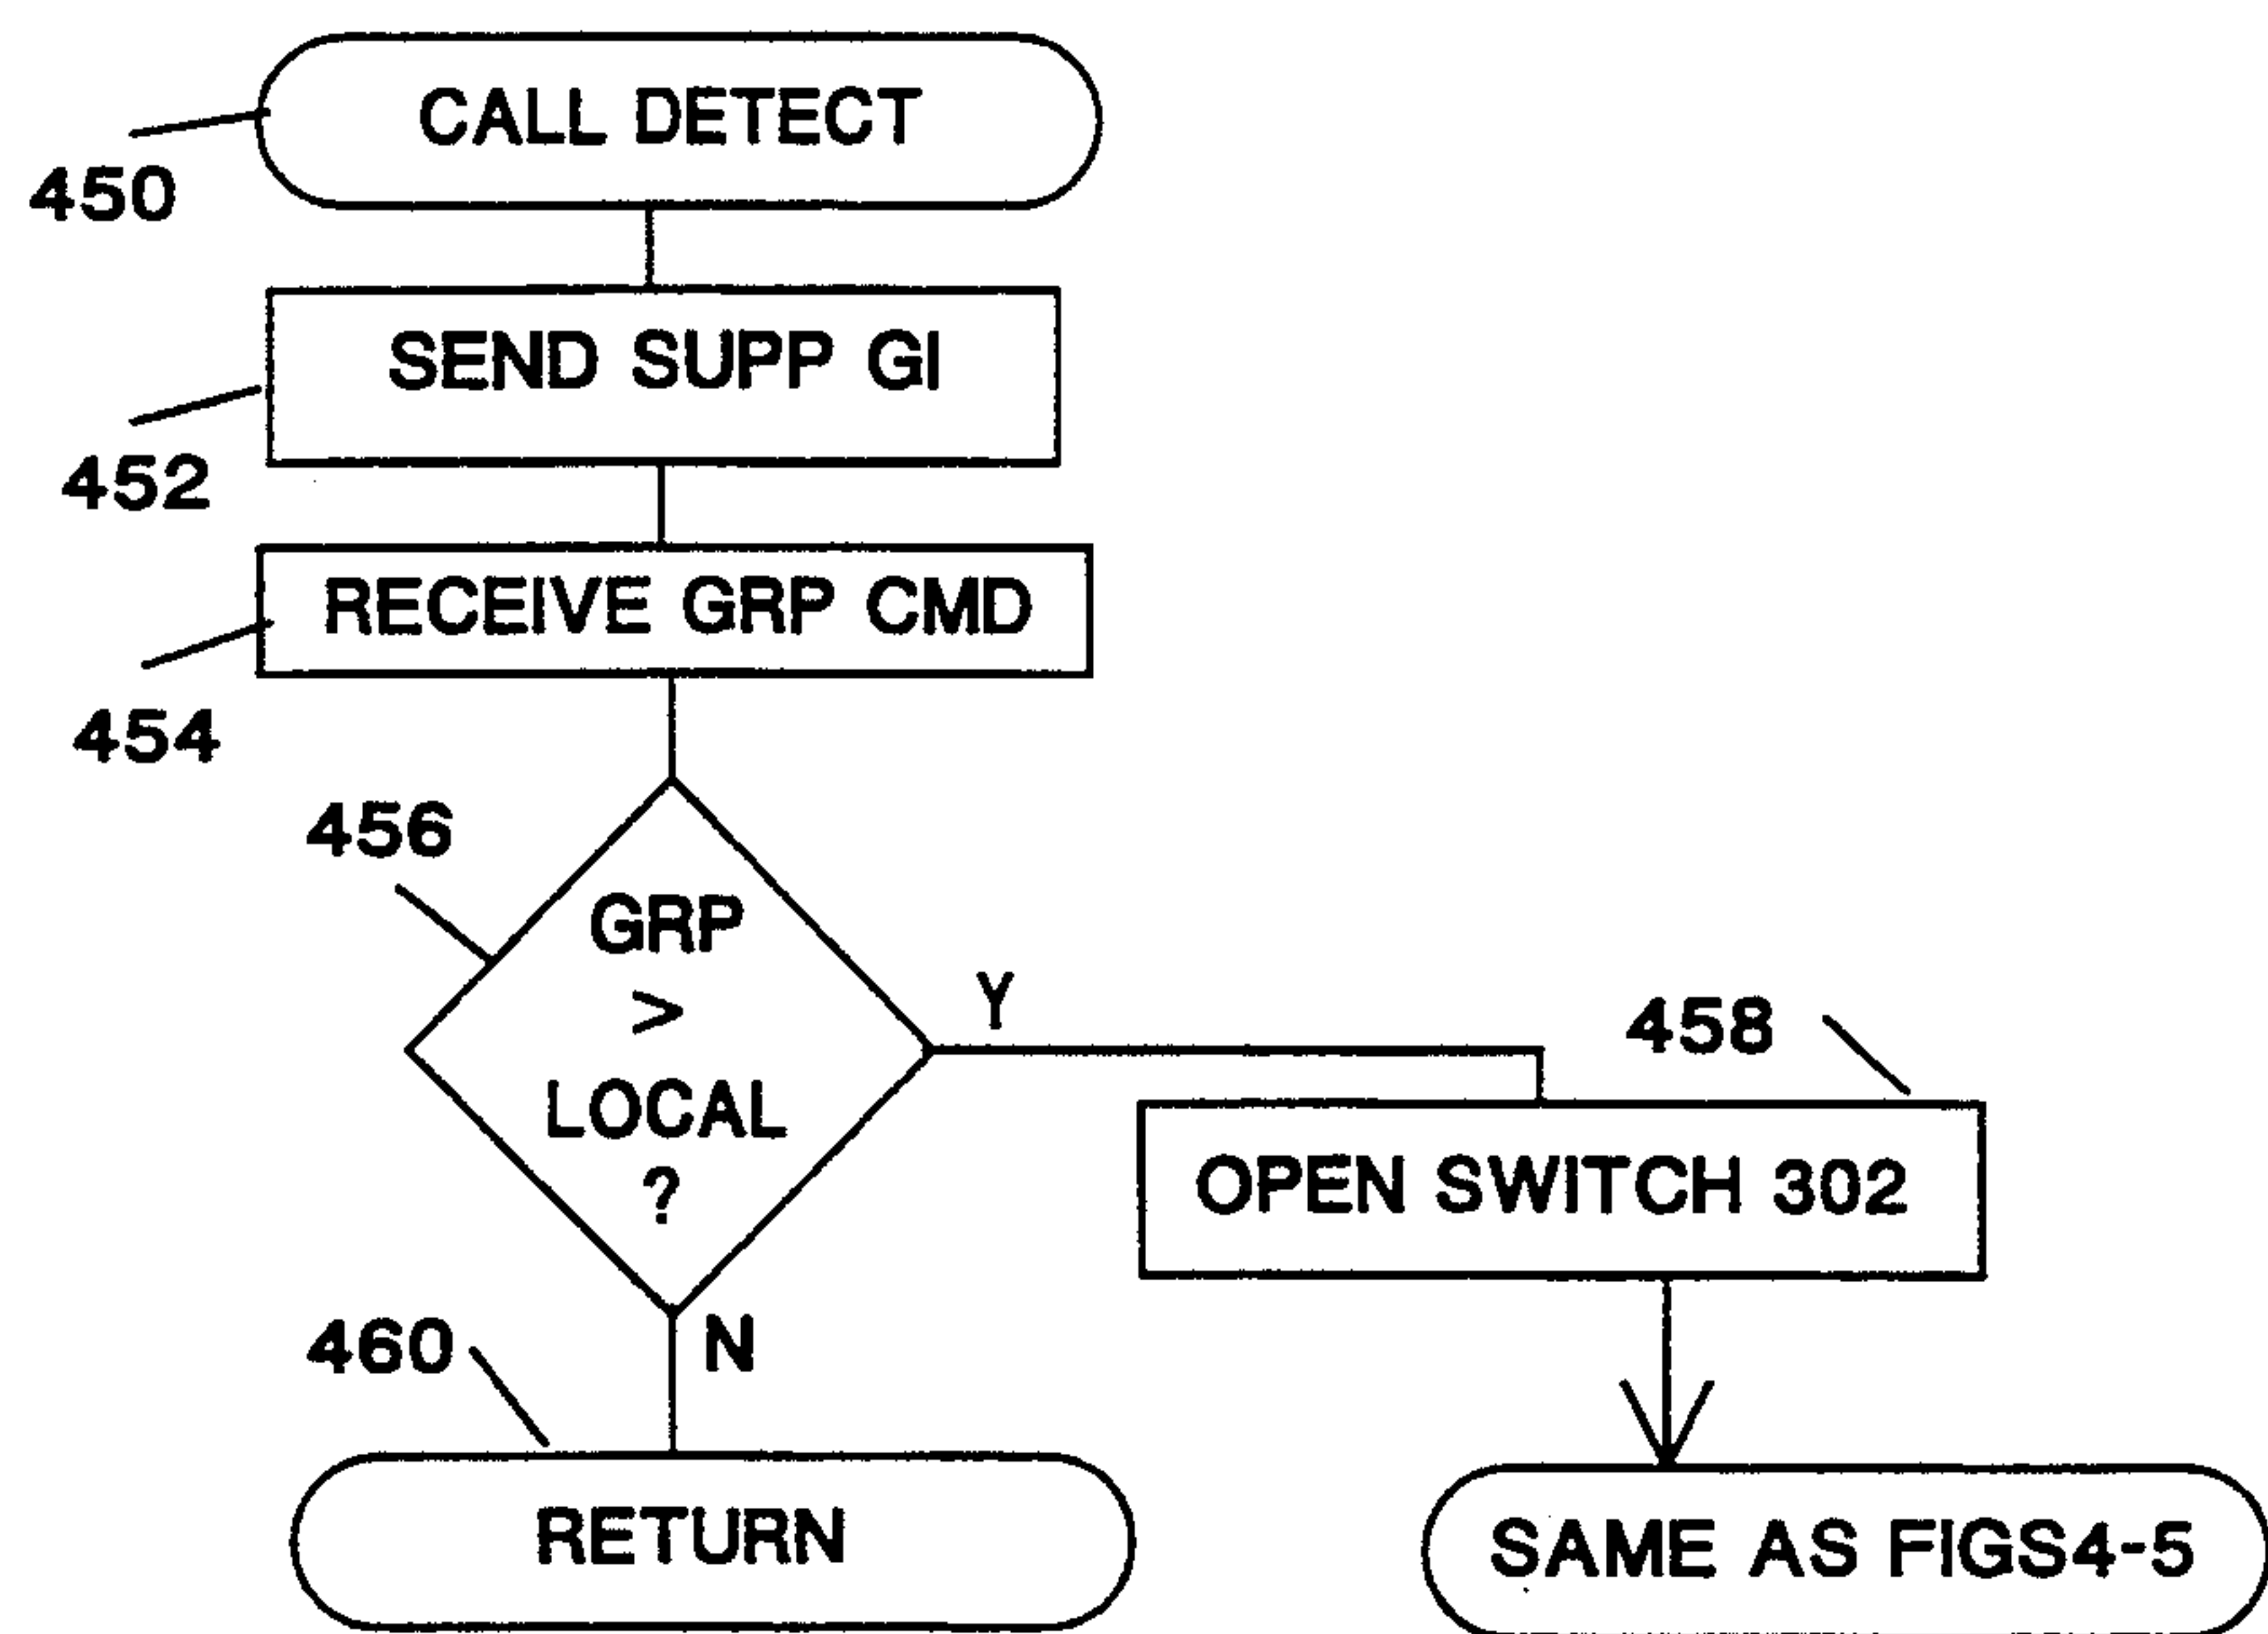 CALL DETECT
450
SEND SUPP GI
452
RECEIVE GRP CMD
454
456
GRP
>
LOCAL
?
Y
458
OPEN SWITCH 302
N
460
RETURN
SAME AS FIGS4-5